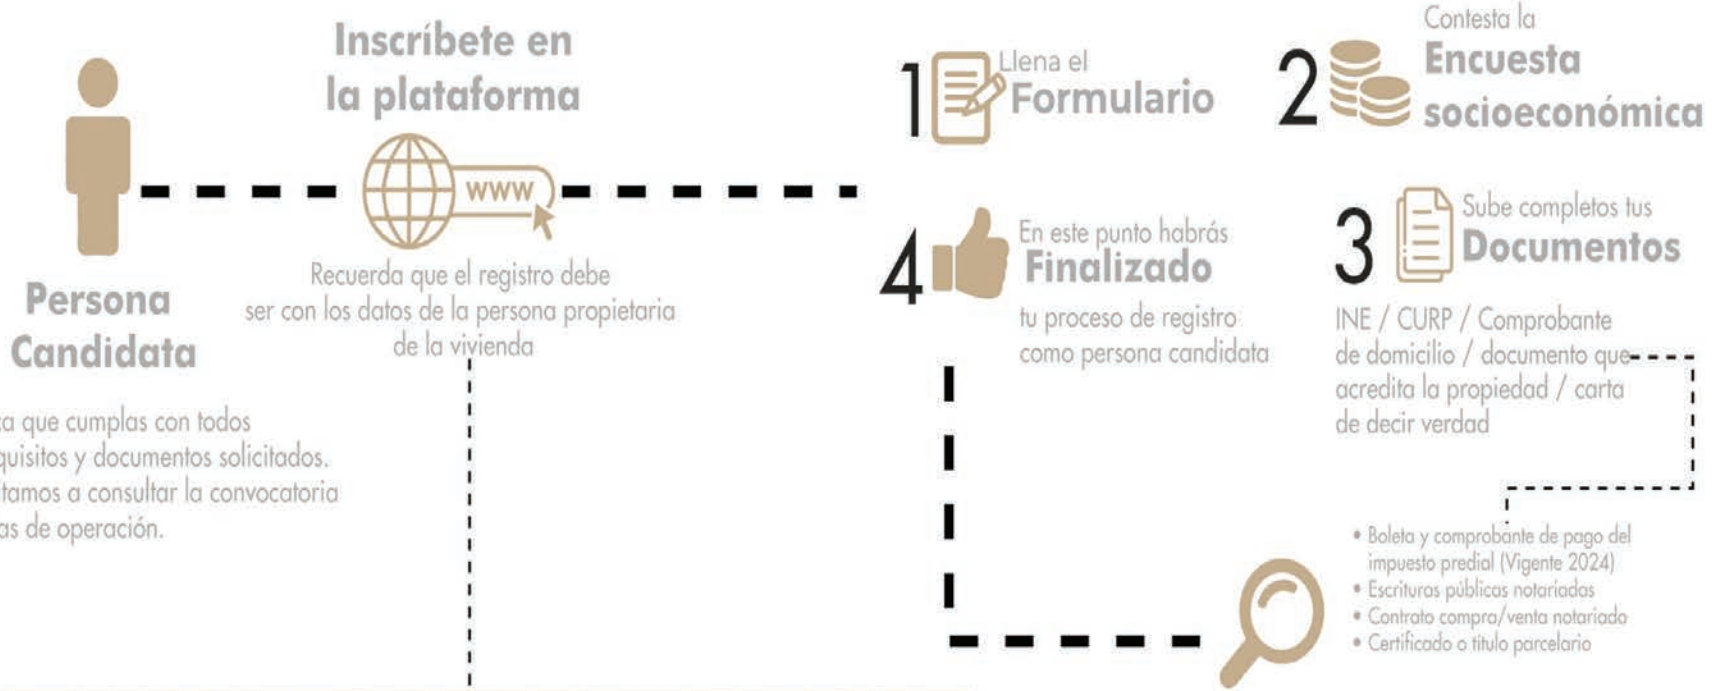 Persona
Candidata
que cumplas con todos
y documentos solicitados.
a consultar la convocatoria
de operación.
Inscríbete en
la plataforma
www
Recuerda que el registro debe
ser con los datos de la persona propietaria
de la vivienda
1
Llena el
Formulario
2
Contesta la
Encuesta
socioeconómica
3
Sube completos tus
Documentos
INE / CURP / Comprobante
de domicilio / documento que
acredita la propiedad / carta
de decir verdad
• Boleta y comprobante de pago del
impuesto predial (Vigente 2024)
• Escrituras públicas notariadas
• Contrato compra/venta notariado
• Certificado o título parcelario
4
En este punto habrás
Finalizado
tu proceso de registro
como persona candidata